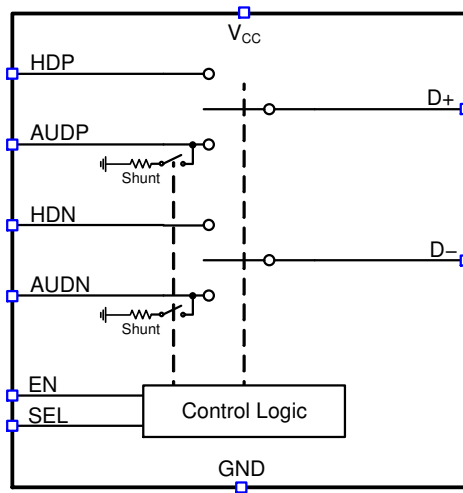 VCC
HDP
D+
AUDP
Shunt
HDN
D−
AUDN
Shunt
EN
SEL
Control Logic
GND